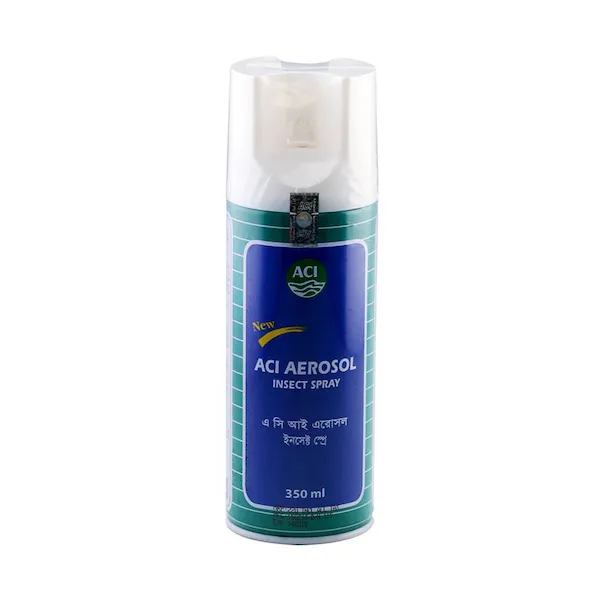 ACI
New
ACI AEROSOL
INSECT SPRAY
এ সি আই এরোসল
ইনসেক্ট স্প্রে
350 ml